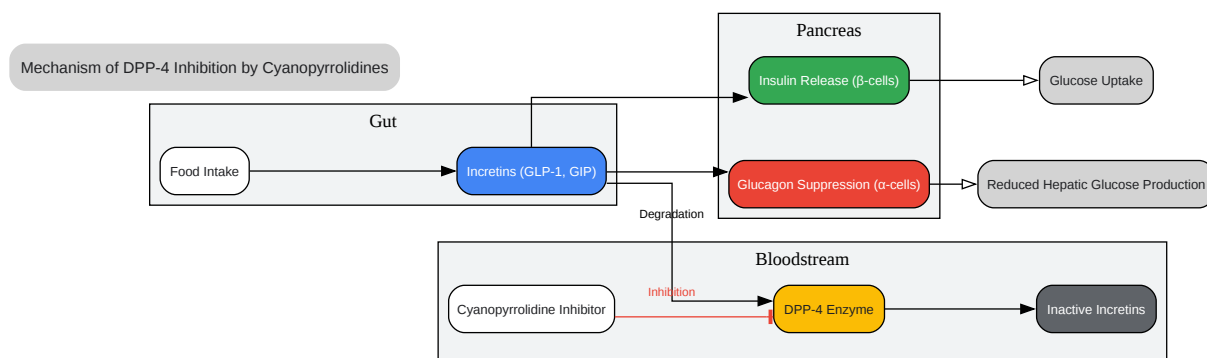 Mechanism of DPP-4 Inhibition by Cyanopyrrolidines
Pancreas
Insulin Release (β-cells)
Glucose Uptake
Gut
Food Intake
Incretins (GLP-1, GIP)
Glucagon Suppression (α-cells)
Reduced Hepatic Glucose Production
Degradation
Bloodstream
Cyanopyrrolidine Inhibitor
Inhibition
DPP-4 Enzyme
Inactive Incretins